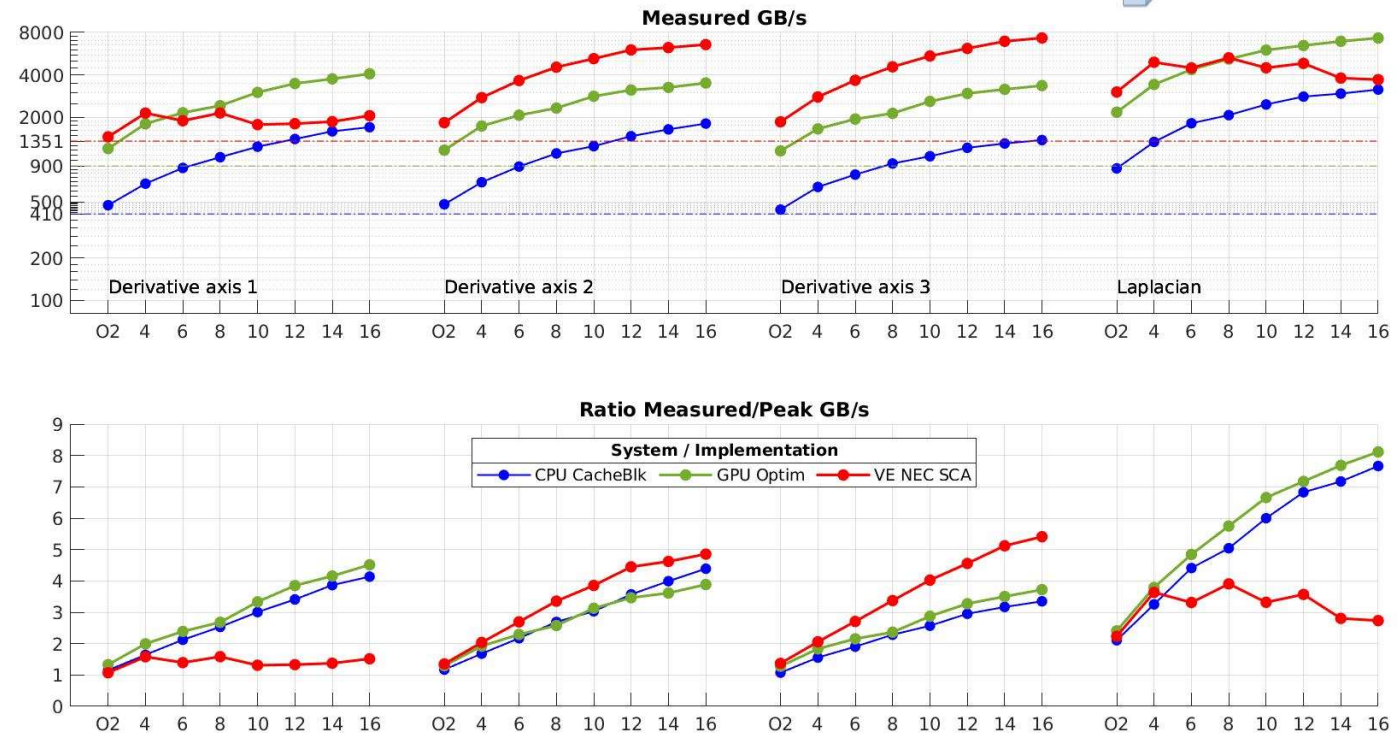 Measured GB/s
8000
4000
2000
1351
900
500
410
200
100
Derivative axis 1 Derivative axis 2 Derivative axis 3 Laplacian
O2 4 6 8 10 12 14 16 O2 4 6 8 10 12 14 16 O2 4 6 8 10 12 14 16 O2 4 6 8 10 12 14 16
Ratio Measured/Peak GB/s
9
8
7
6
5
4
3
2
1
0
System / Implementation
CPU CacheBlk GPU Optim VE NEC SCA
O2 4 6 8 10 12 14 16 O2 4 6 8 10 12 14 16 O2 4 6 8 10 12 14 16 O2 4 6 8 10 12 14 16